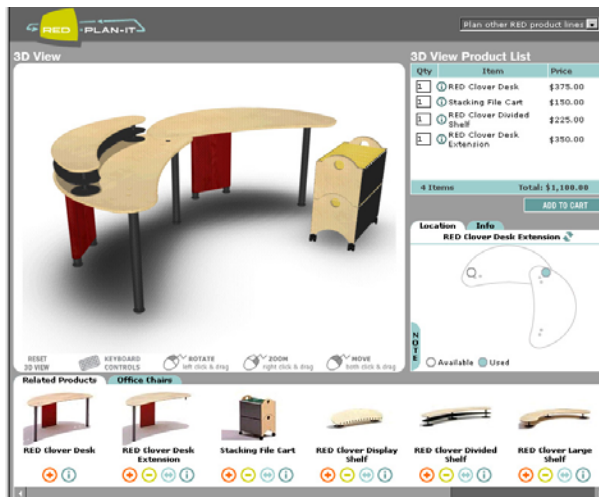 RED -PLAN-IT
Plan other RED product lines
3D View
3D View Product List
Qty Item Price
1 RED Clover Desk $375.00
1 Stacking File Cart $150.00
1 RED Clover Divided Shelf $225.00
1 RED Clover Desk Extension $350.00
4 Items Total: $1,100.00
ADD TO CART
Location Info
RED Clover Desk Extension
NOTE
Available Used
RESET 3D VIEW
KEYBOARD CONTROLS
ROTATE
left click & drag
ZOOM
right click & drag
MOVE
both click & drag
Related Products Office Chairs
RED Clover Desk
RED Clover Desk Extension
Stacking File Cart
RED Clover Display Shelf
RED Clover Divided Shelf
RED Clover Large Shelf